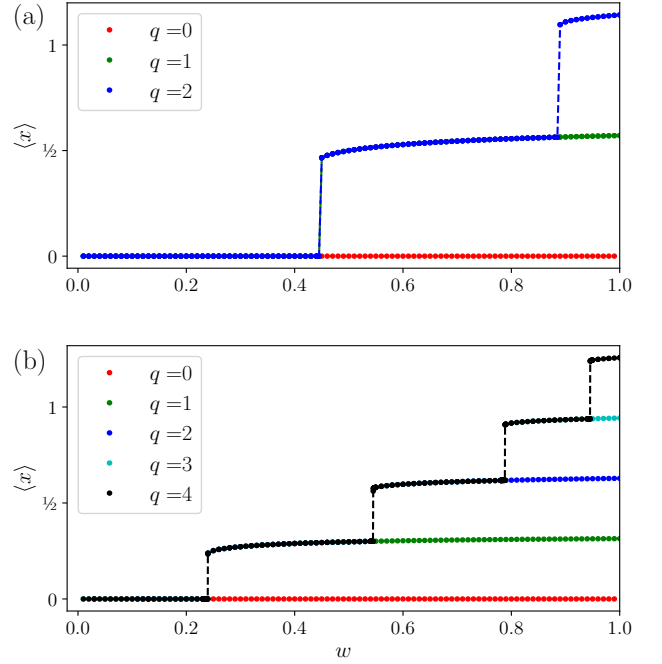 (a)
q = 0
q = 1
q = 2
1
½
0
⟨x⟩
0.0 0.2 0.4 0.6 0.8 1.0
(b)
q = 0
q = 1
q = 2
q = 3
q = 4
1
½
0
⟨x⟩
0.0 0.2 0.4 0.6 0.8 1.0
w